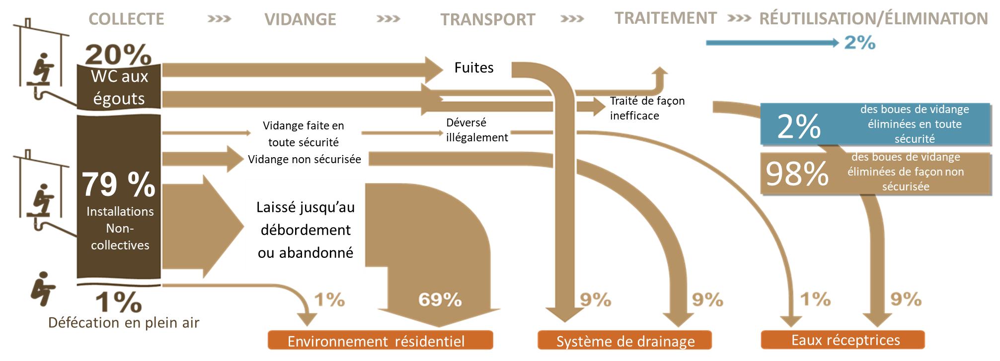 COLLECTE
VIDANGE
TRANSPORT
TRAITEMENT
RÉUTILISATION/ÉLIMINATION
2%
20%
WC aux
égouts
Fuites
Traité de façon
inefficace
Vidange faite en
toute sécurité
Déversé
illégalement
Vidange non sécurisée
2%
des boues de vidange
éliminées en toute
sécurité
98%
des boues de vidange
éliminées de façon non
sécurisée
79 %
Installations
Non-
collectives
Laissé jusqu’au
débordement
ou abandonné
1%
Défécation en plein air
1%
69%
9%
9%
1%
9%
Environnement résidentiel
Système de drainage
Eaux réceptrices